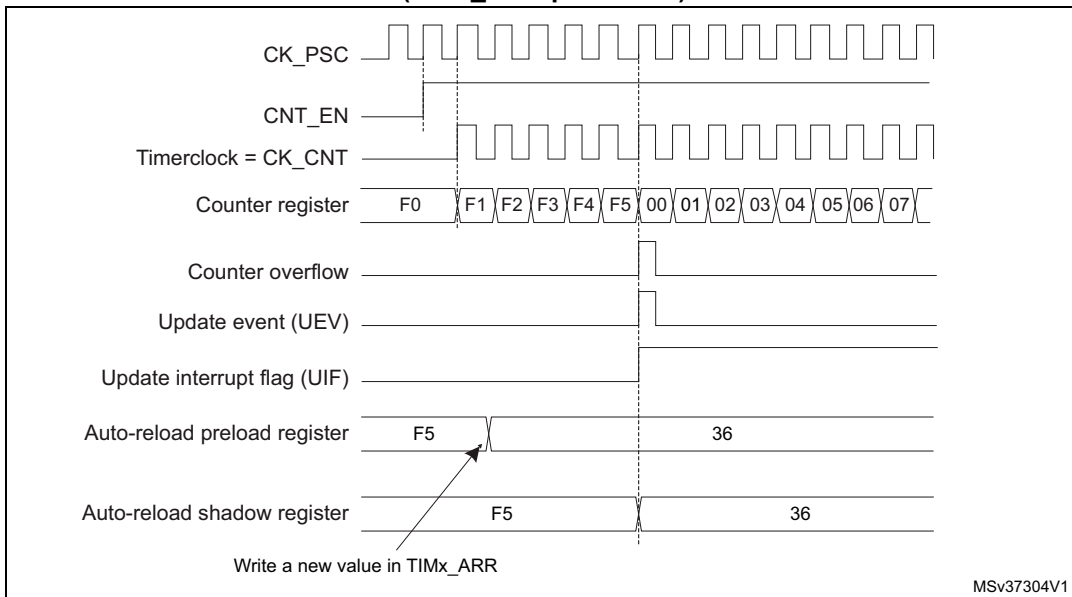 CK_PSC
CNT_EN
Timerclock = CK_CNT
Counter register F0 F1 F2 F3 F4 F5 00 01 02 03 04 05 06 07
Counter overflow
Update event (UEV)
Update interrupt flag (UIF)
Auto-reload preload register F5 36
Auto-reload shadow register F5 36
Write a new value in TIMx_ARR
MSv37304V1